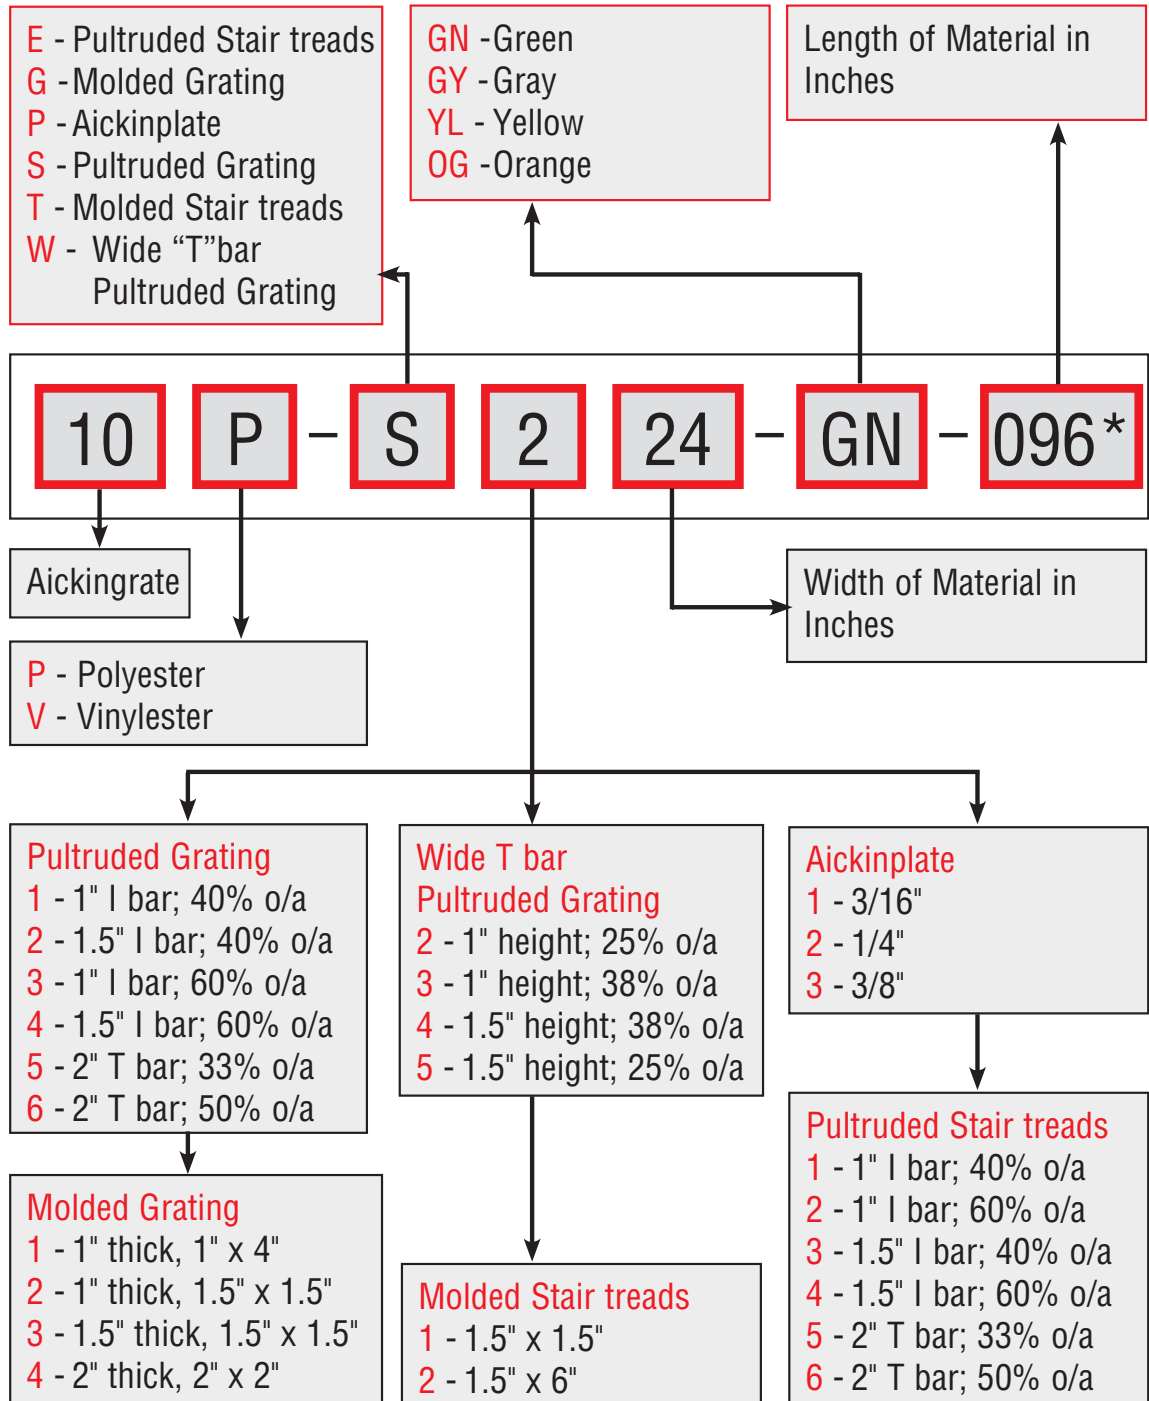 E - Pultruded Stair treads
G - Molded Grating
P - Aickinplate
S - Pultruded Grating
T - Molded Stair treads
W - Wide “T”bar
Pultruded Grating
GN -Green
GY -Gray
YL - Yellow
OG -Orange
Length of Material in
Inches
10 P - S 2 24 - GN - 096*
Aickingrate
P - Polyester
V - Vinylester
Width of Material in
Inches
Pultruded Grating
1 - 1" I bar; 40% o/a
2 - 1.5" I bar; 40% o/a
3 - 1" I bar; 60% o/a
4 - 1.5" I bar; 60% o/a
5 - 2" T bar; 33% o/a
6 - 2" T bar; 50% o/a
Wide T bar
Pultruded Grating
2 - 1" height; 25% o/a
3 - 1" height; 38% o/a
4 - 1.5" height; 38% o/a
5 - 1.5" height; 25% o/a
Aickinplate
1 - 3/16"
2 - 1/4"
3 - 3/8"
Molded Grating
1 - 1" thick, 1" x 4"
2 - 1" thick, 1.5" x 1.5"
3 - 1.5" thick, 1.5" x 1.5"
4 - 2" thick, 2" x 2"
Molded Stair treads
1 - 1.5" x 1.5"
2 - 1.5" x 6"
Pultruded Stair treads
1 - 1" I bar; 40% o/a
2 - 1" I bar; 60% o/a
3 - 1.5" I bar; 40% o/a
4 - 1.5" I bar; 60% o/a
5 - 2" T bar; 33% o/a
6 - 2" T bar; 50% o/a